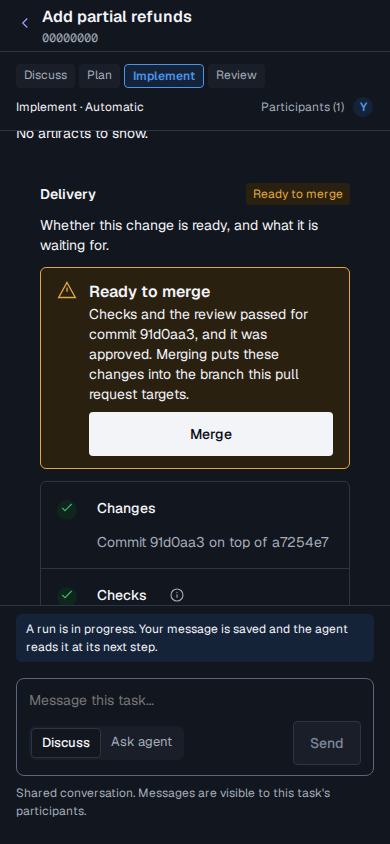 Add partial refunds
00000000
Discuss
Plan
Implement
Review
Implement · Automatic
Participants (1)
Y
No artifacts to show.
Delivery
Ready to merge
Whether this change is ready, and what it is
waiting for.
Ready to merge
Checks and the review passed for
commit 91d0aa3, and it was
approved. Merging puts these
changes into the branch this pull
request targets.
Merge
Changes
Commit 91d0aa3 on top of a7254e7
Checks
A run is in progress. Your message is saved and the agent
reads it at its next step.
Message this task...
Discuss
Ask agent
Send
Shared conversation. Messages are visible to this task's
participants.